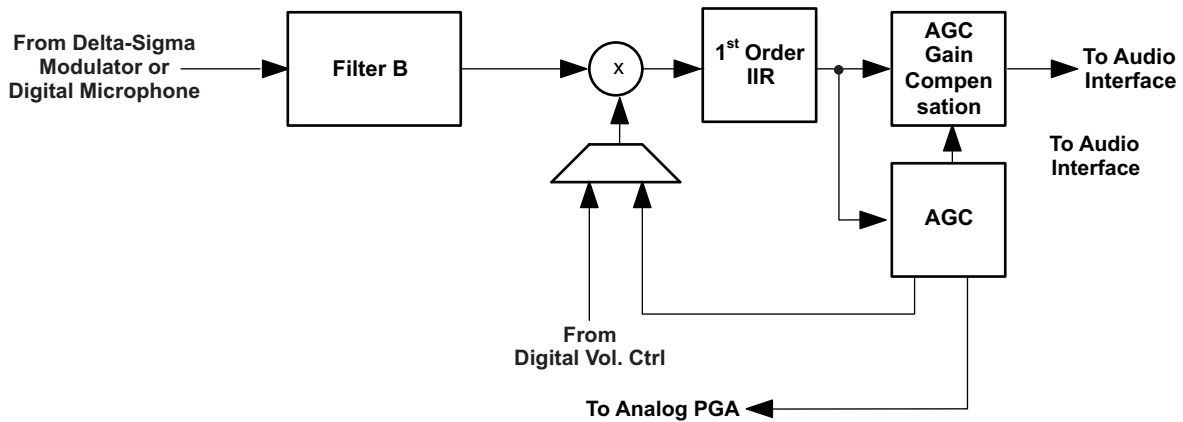 From Delta-Sigma
Modulator or
Digital Microphone
Filter B
x
1st Order
IIR
AGC
Gain
Compen
sation
To Audio
Interface
To Audio
Interface
AGC
From
Digital Vol. Ctrl
To Analog PGA